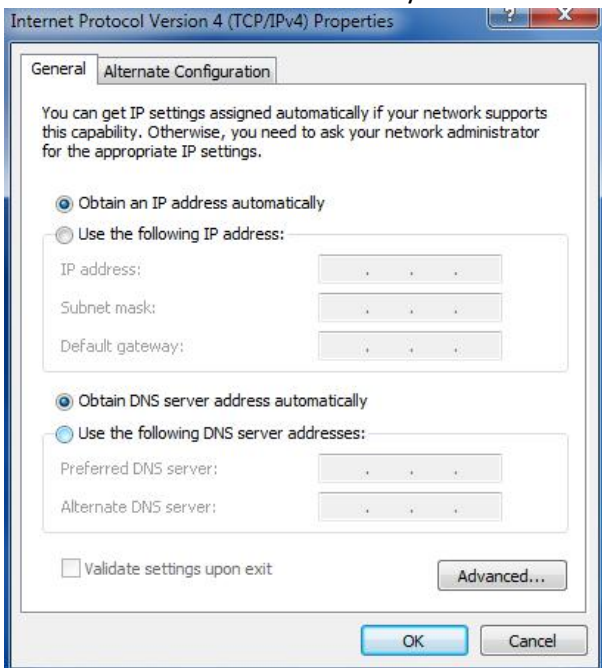 Internet Protocol Version 4 (TCP/IPv4) Properties
General
Alternate Configuration
You can get IP settings assigned automatically if your network supports
this capability. Otherwise, you need to ask your network administrator
for the appropriate IP settings.
Obtain an IP address automatically
Use the following IP address:
IP address:
Subnet mask:
Default gateway:
Obtain DNS server address automatically
Use the following DNS server addresses:
Preferred DNS server:
Alternate DNS server:
Validate settings upon exit
Advanced...
OK
Cancel